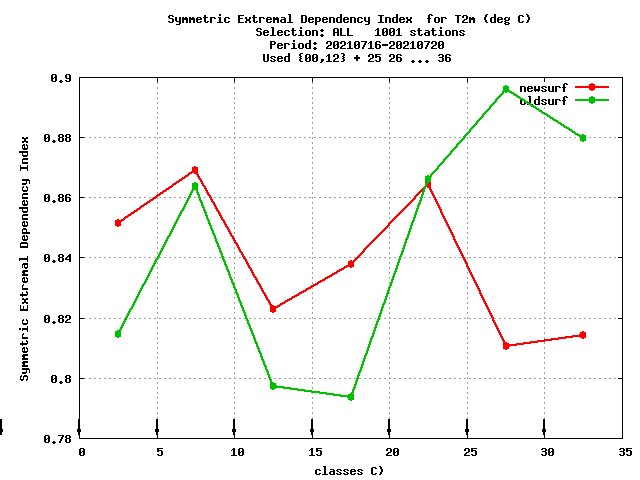 Symmetric Extremal Dependency Index  for T2m (deg C)
Selection: ALL   1001 stations
Period: 20210716-20210720
Used {00,12} + 25 26 ... 36
newsurf
oldsurf
Symmetric Extremal Dependency Index
0.9
0.88
0.86
0.84
0.82
0.8
0.78
0 5 10 15 20 25 30 35
classes C)